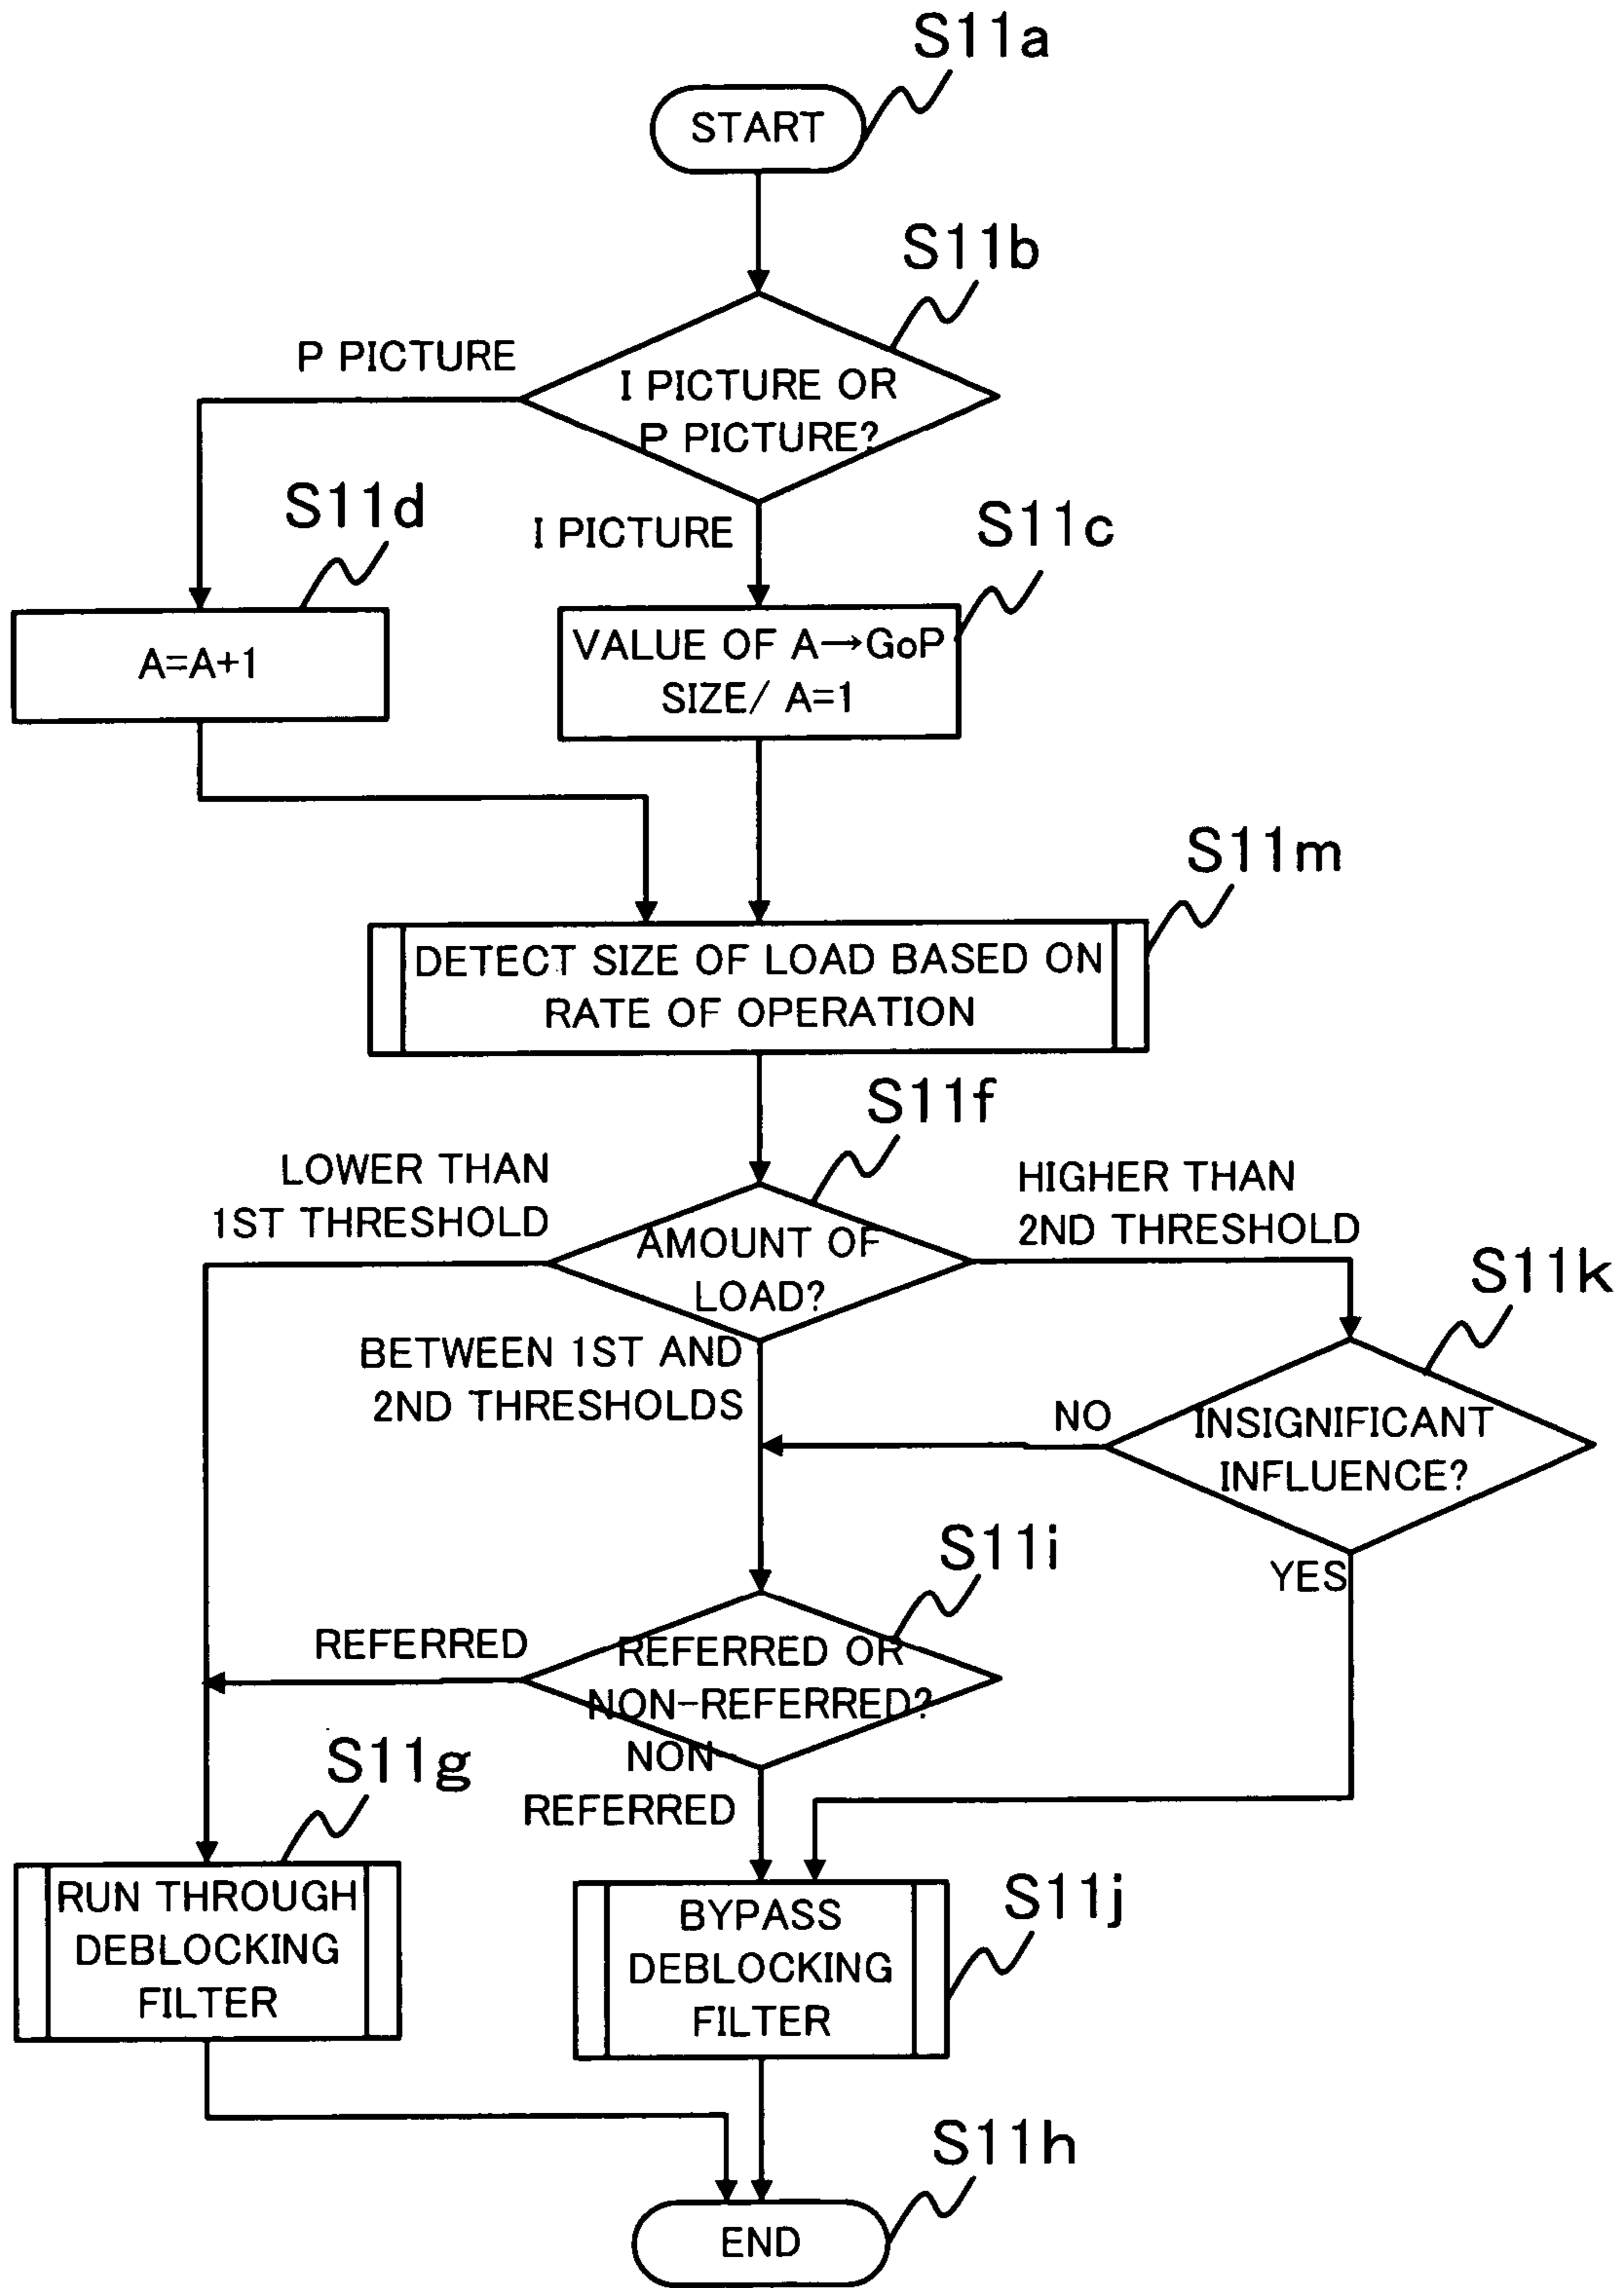 S11a
START
S11b
P PICTURE
I PICTURE OR
P PICTURE?
S11d
I PICTURE
S11c
A=A+1
VALUE OF A→GoP
SIZE/ A=1
S11m
DETECT SIZE OF LOAD BASED ON
RATE OF OPERATION
S11f
LOWER THAN
1ST THRESHOLD
HIGHER THAN
2ND THRESHOLD
AMOUNT OF
LOAD?
S11k
BETWEEN 1ST AND
2ND THRESHOLDS
NO
INSIGNIFICANT
INFLUENCE?
S11i
YES
REFERRED
REFERRED OR
NON-REFERRED?
S11g
NON
REFERRED
RUN THROUGH
DEBLOCKING
FILTER
S11j
BYPASS
DEBLOCKING
FILTER
S11h
END